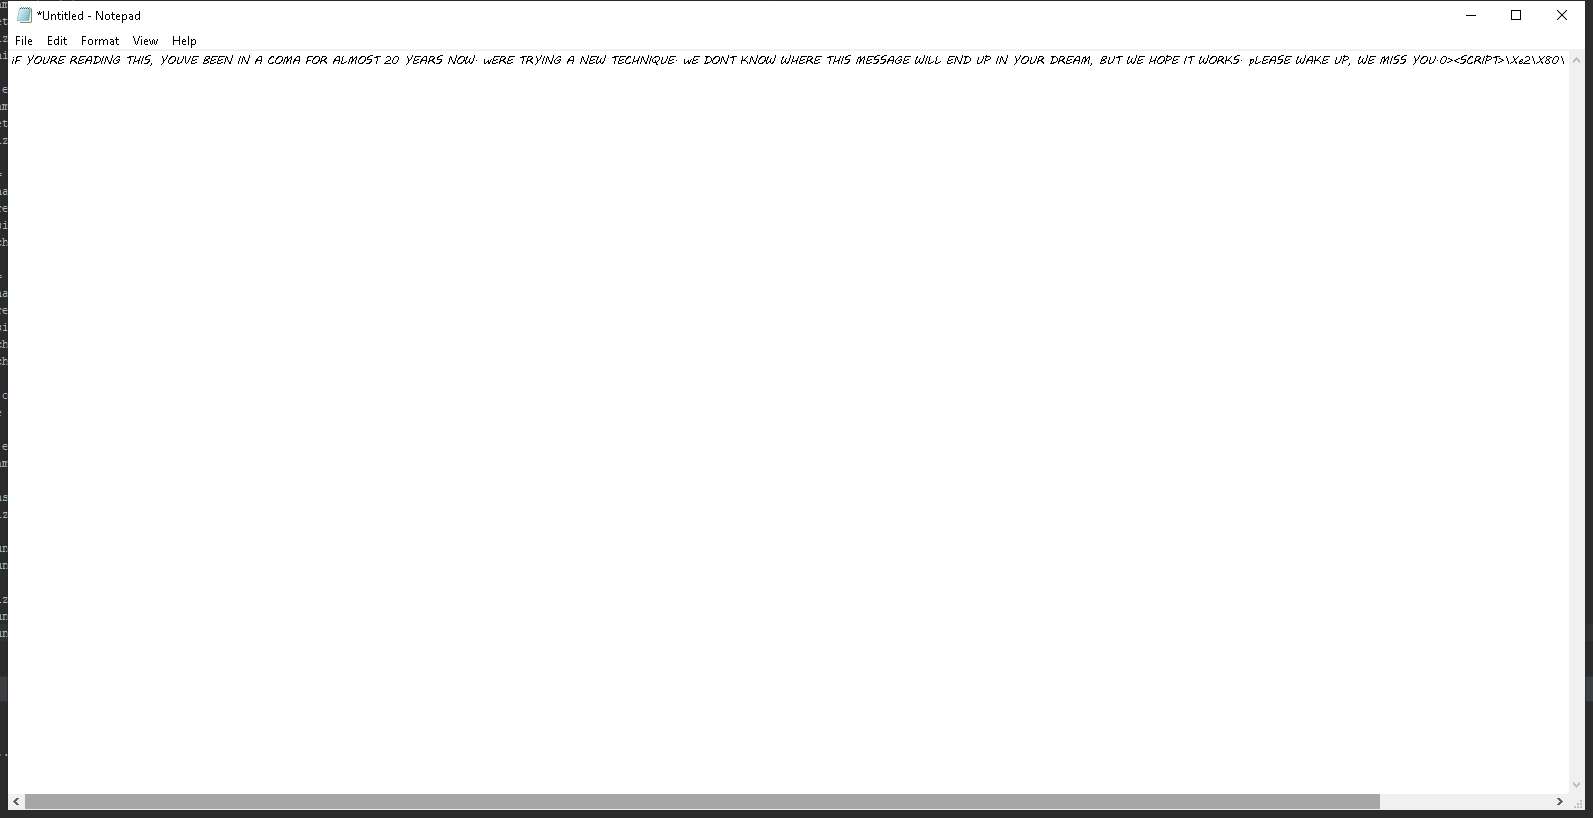 *Untitled - Notepad
File Edit Format View Help
iF YOURE READING THIS, YOUVE BEEN IN A COMA FOR ALMOST 20 YEARS NOW. wERE TRYING A NEW TECHNIQUE. wE DONT KNOW WHERE THIS MESSAGE WILL END UP IN YOUR DREAM, BUT WE HOPE IT WORKS. pLEASE WAKE UP, WE MISS YOU.0><SCRIPT>\Xe2\X80\